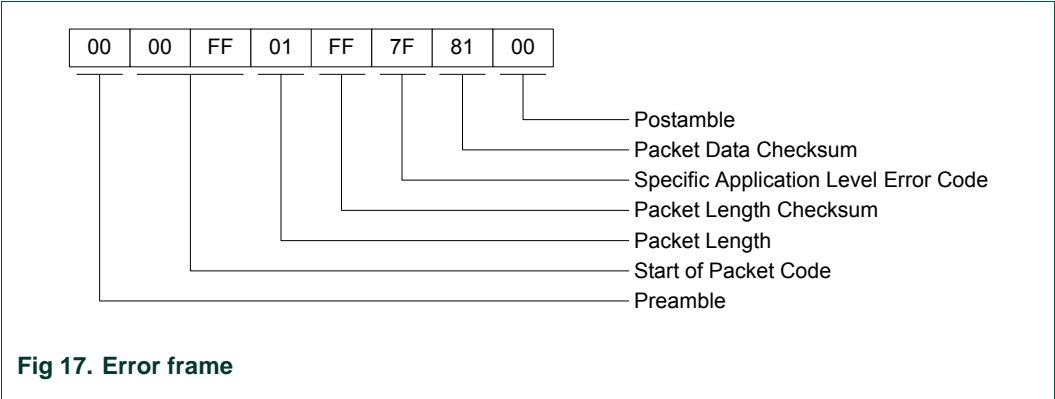 00 00 FF 01 FF 7F 81 00
Postamble
Packet Data Checksum
Specific Application Level Error Code
Packet Length Checksum
Packet Length
Start of Packet Code
Preamble
Fig 17. Error frame